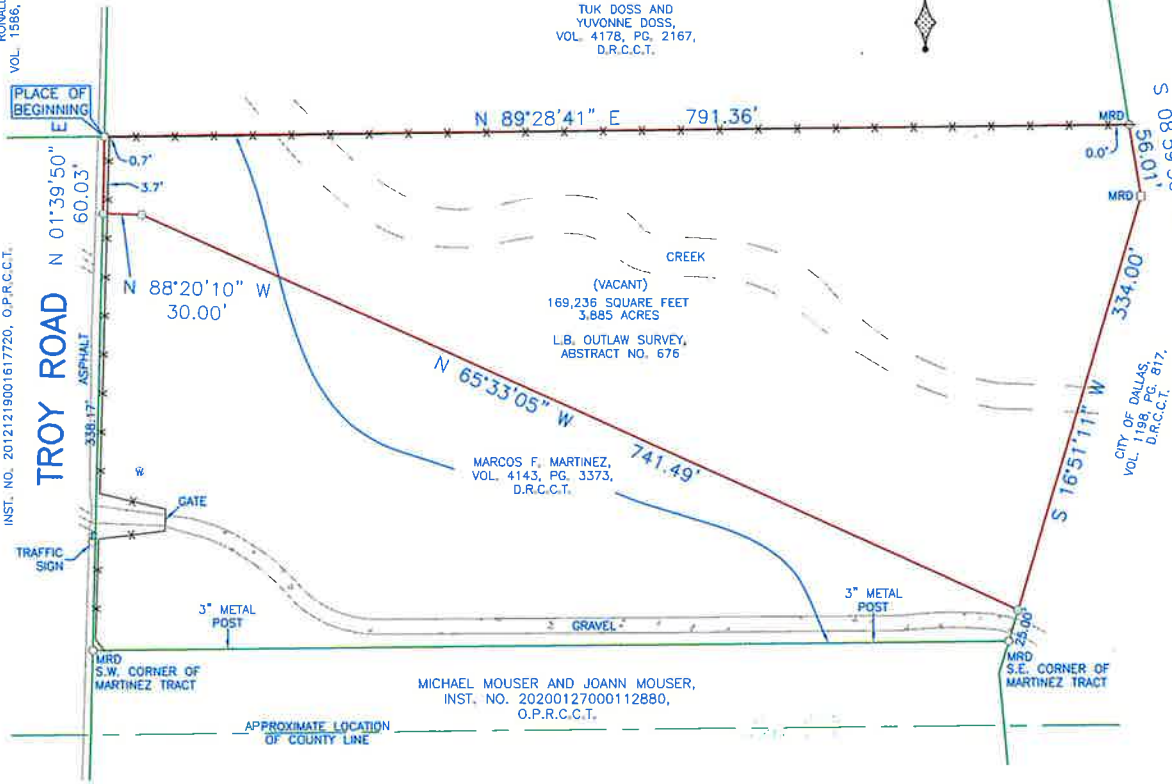 TUK DOSS AND
YUVONNE DOSS,
VOL. 4178, PG. 2167,
D.R.C.C.T.
VOL. 1586,
PLACE OF
BEGINNING
N 89°28'41" E 791.36'
MRD
0.0'
56.01'
MRD
0.7'
3.7'
N 01°39'50" E
60.03'
N 88°20'10" W
30.00'
CREEK
(VACANT)
169,236 SQUARE FEET
3.885 ACRES
L.B. OUTLAW SURVEY,
ABSTRACT NO. 676
334.00'
S 16°51'11" W
CITY OF DALLAS,
VOL. 1198, PG. 817,
D.R.C.C.T.
INST. NO. 20121219001617720, O.P.R.C.C.T.
TROY ROAD
ASPHALT
338.17'
N 65°33'05" W
741.49'
MARCOS F. MARTINEZ,
VOL. 4143, PG. 3373,
D.R.C.C.T.
W
GATE
TRAFFIC
SIGN
3" METAL
POST
GRAVEL
3" METAL
POST
25.00'
MRD
S.W. CORNER OF
MARTINEZ TRACT
MRD
S.E. CORNER OF
MARTINEZ TRACT
MICHAEL MOUSER AND JOANN MOUSER,
INST. NO. 20200127000112880,
O.P.R.C.C.T.
APPROXIMATE LOCATION
OF COUNTY LINE